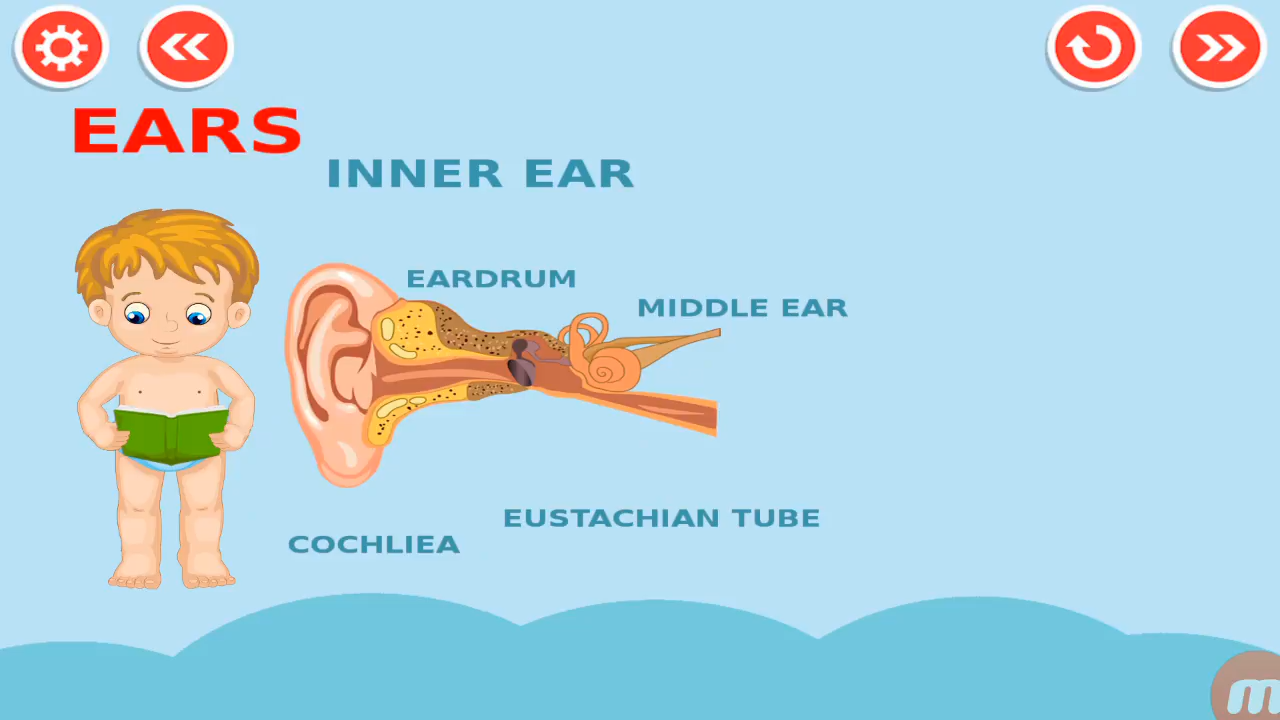 EARS
INNER EAR
EARDRUM
MIDDLE EAR
EUSTACHIAN TUBE
COCHLIEA
m